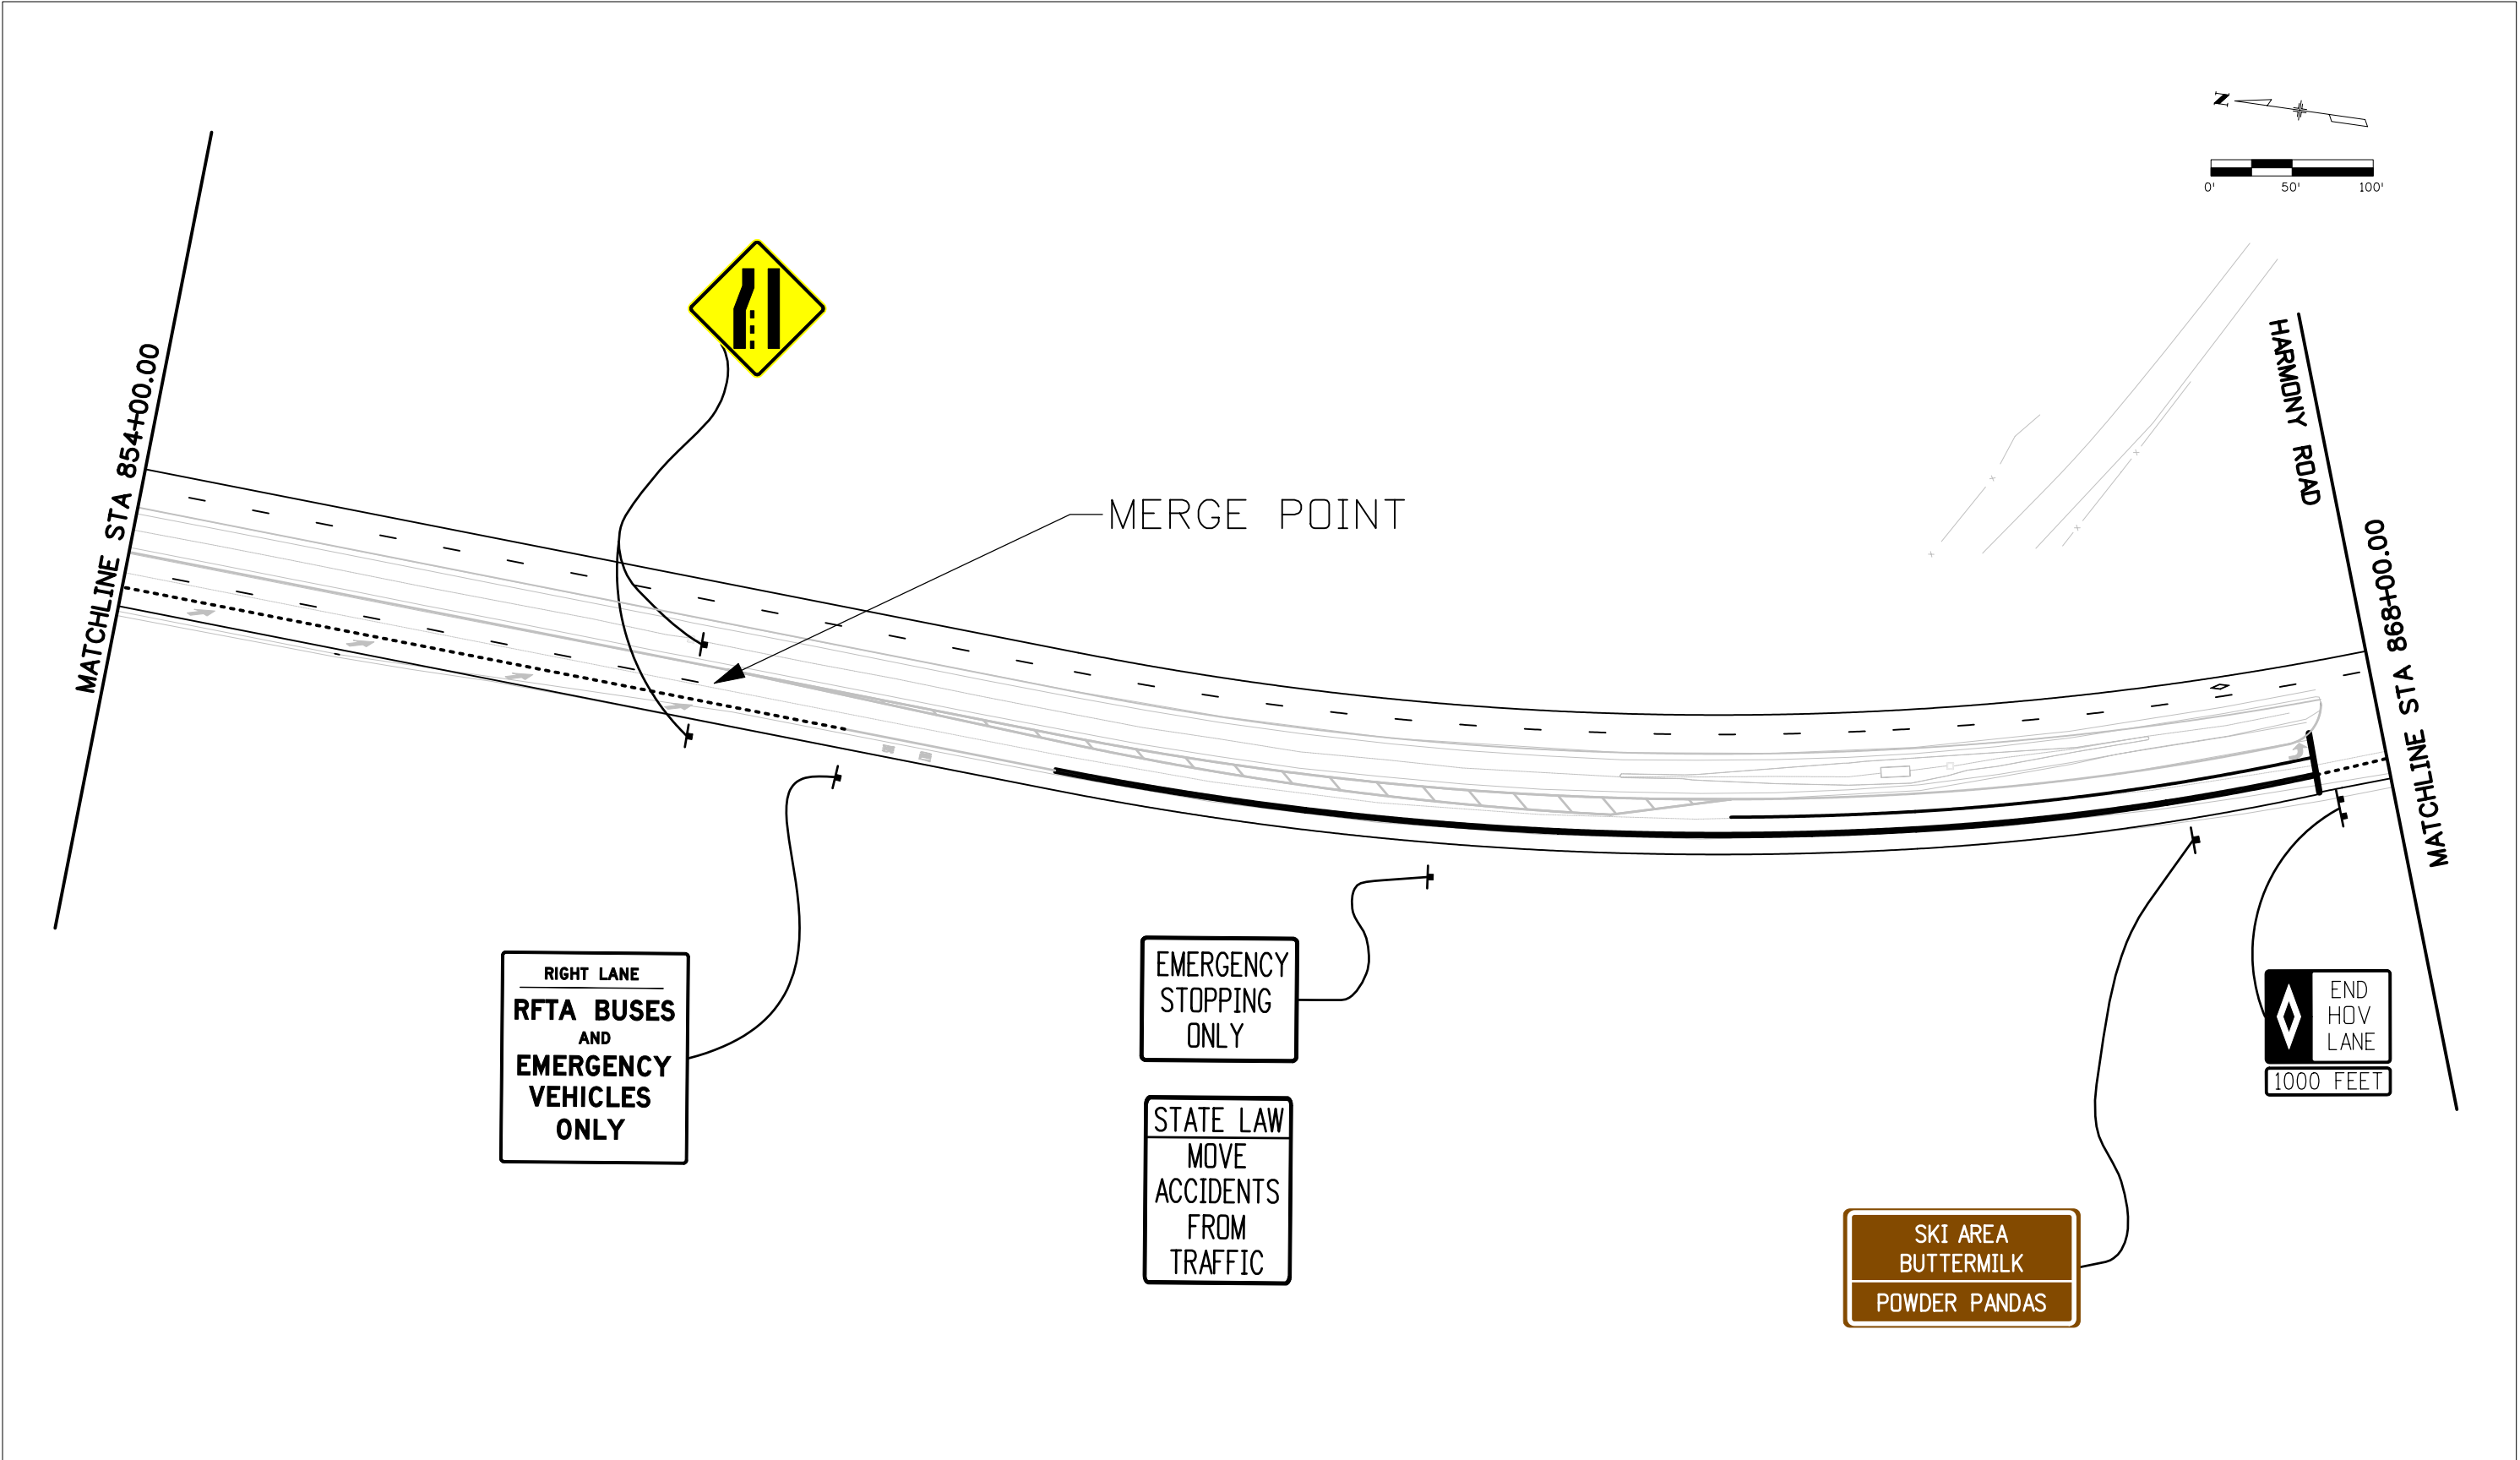 N
0' 50' 100'
MATCHLINE STA 854+00.00
MERGE POINT
HARMONY ROAD
MATCHLINE STA 868+00.00
RIGHT LANE
RFTA BUSES
AND
EMERGENCY
VEHICLES
ONLY
EMERGENCY
STOPPING
ONLY
STATE LAW
MOVE
ACCIDENTS
FROM
TRAFFIC
SKI AREA
BUTTERMILK
POWDER PANDAS
END
HOV
LANE
1000 FEET